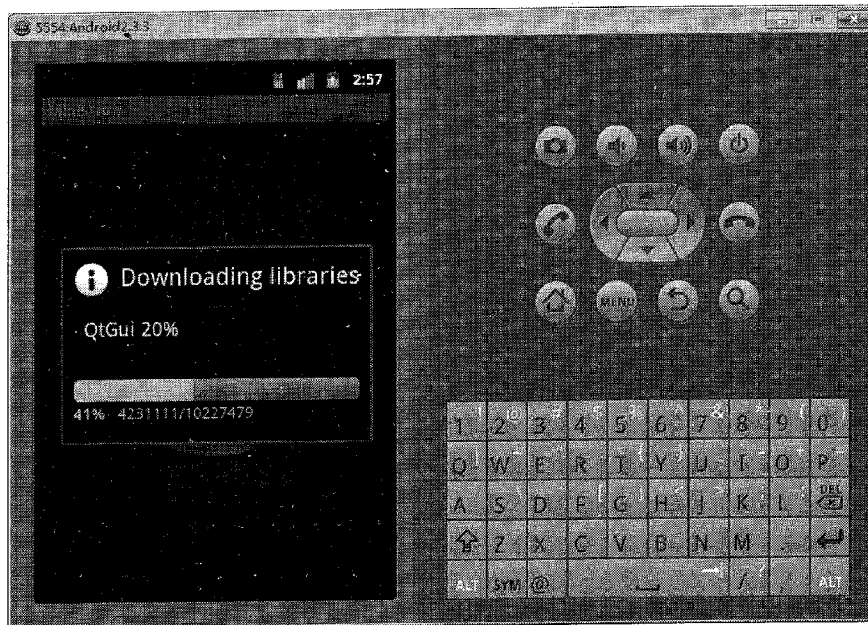 5554:Android2.3.3
2:57
Downloading libraries
QtGui 20%
41% 4231111/10227479
MENU
1 ! 2 @ 3 # 4 $ 5 % 6 ^ 7 & 8 * 9 ( 0 )
Q W E R T Y U I O P
A S D F G H J K L DEL
Z X C V B N M .
ALT SYM @ / , ALT